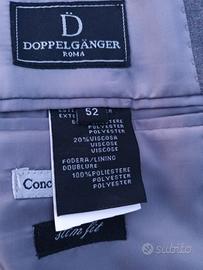 D
DOPPELGÄNGER
ROMA
52
POLYESTER
POLYESTER
20%VISCOSA
VISCOSE
VISCOSE
FODERA/LINING
DOUBLURE
100%POLIESTERE
POLYESTER
POLYESTER
Conc
slim fit
subito